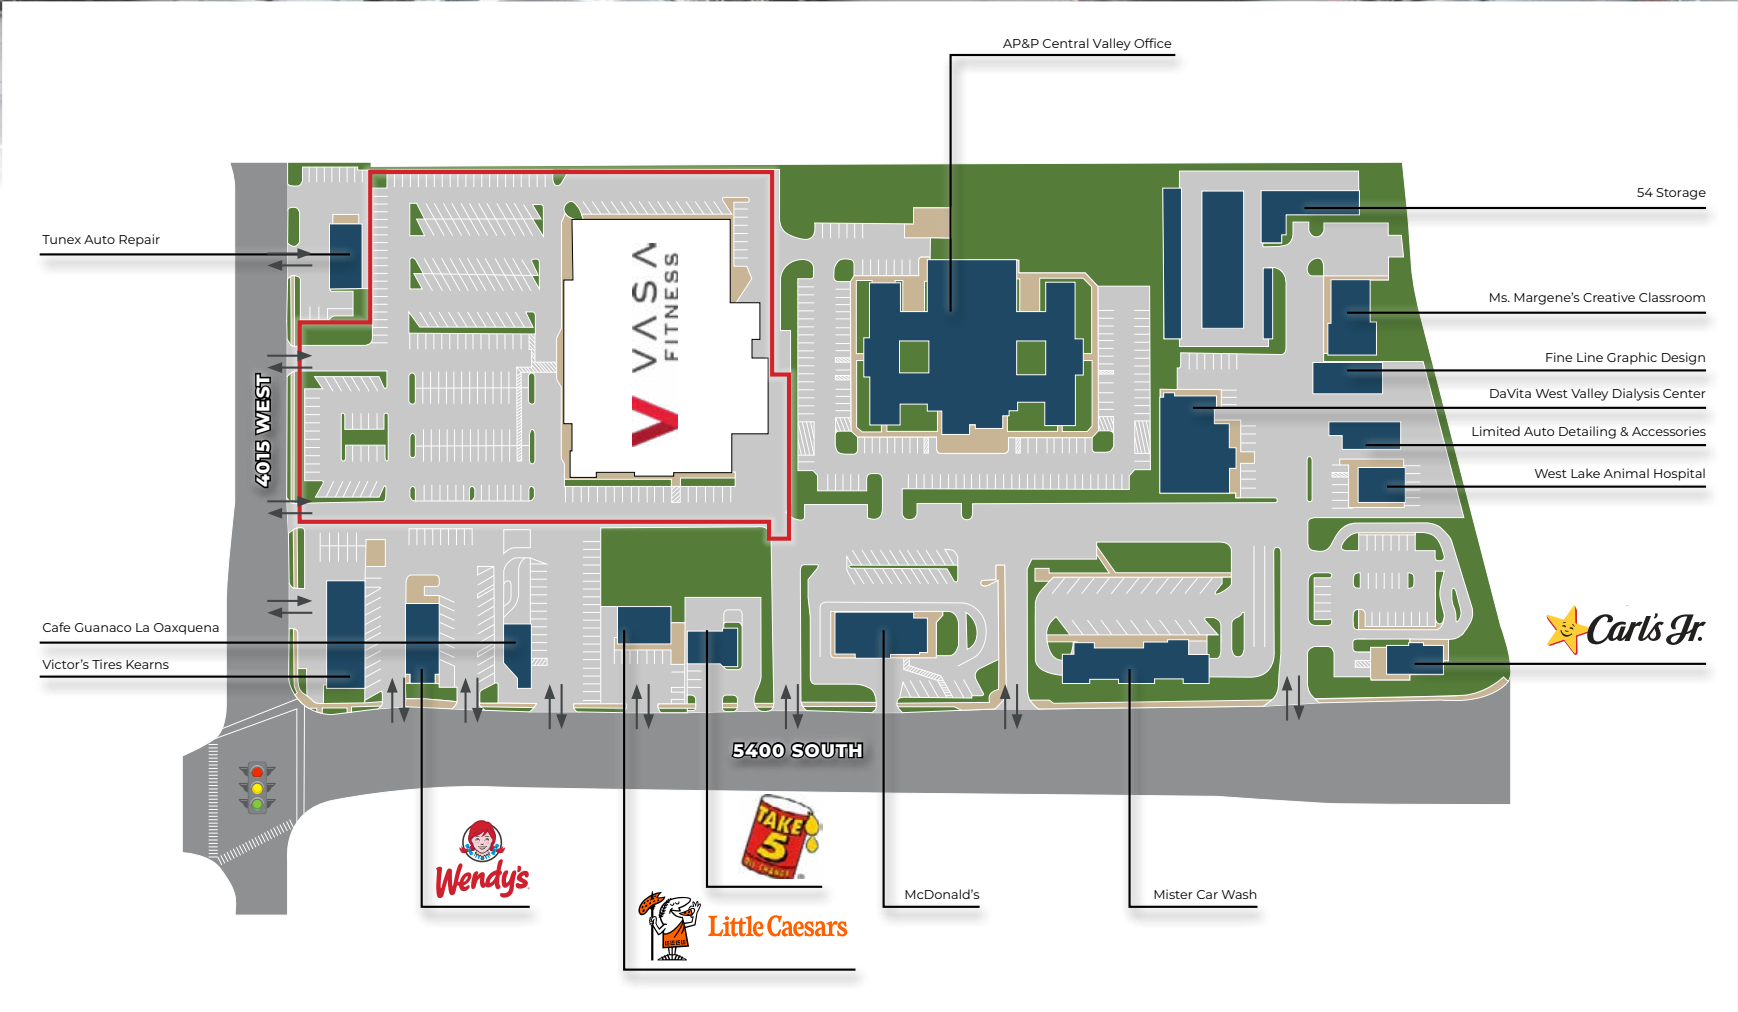 AP&P Central Valley Office
54 Storage
Tunex Auto Repair
VASA
FITNESS
Ms. Margene's Creative Classroom
Fine Line Graphic Design
DaVita West Valley Dialysis Center
4015 WEST
Limited Auto Detailing & Accessories
West Lake Animal Hospital
Cafe Guanaco La Oaxquena
Carl's Jr.
Victor's Tires Kearns
5400 SOUTH
TAKE
5
OIL CHANGE
Wendy's
McDonald's
Mister Car Wash
Little Caesars